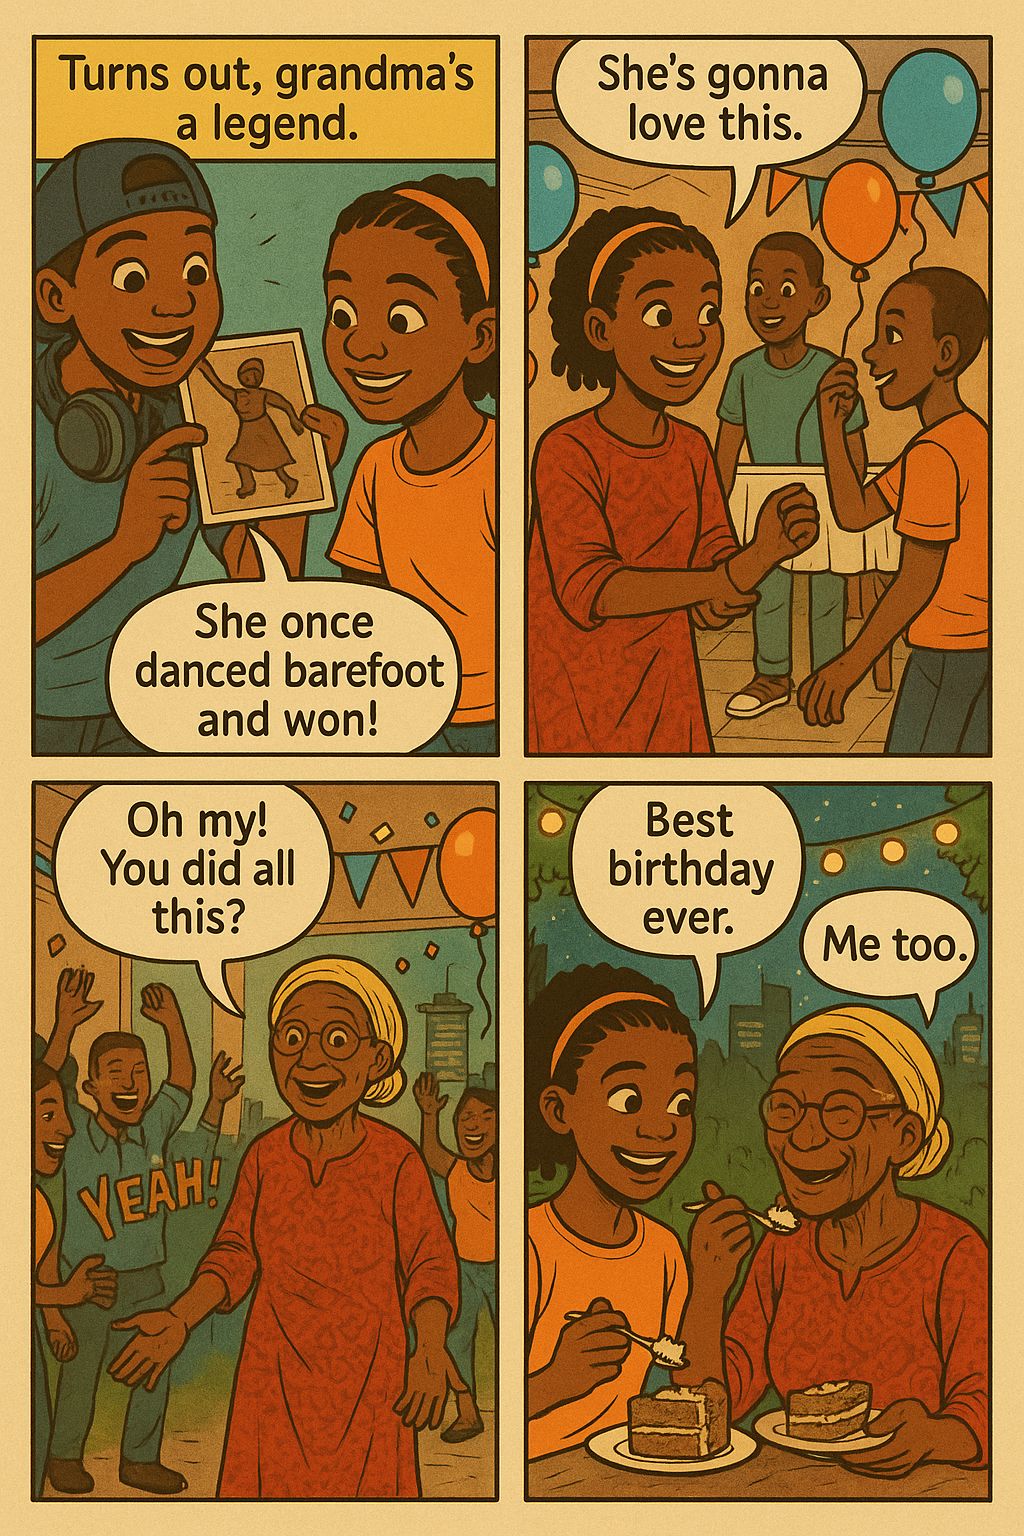 Turns out, grandma's
a legend.
She once
danced barefoot
and won!
She's gonna
love this.
Oh my!
You did all
this?
YEAH!
Best
birthday
ever.
Me too.